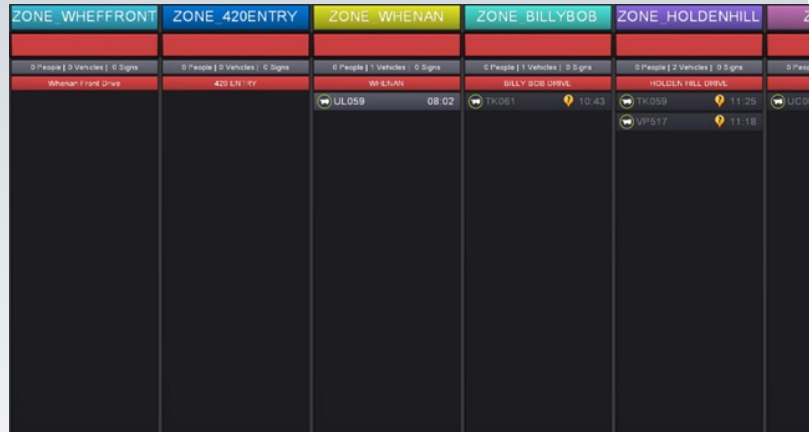 ZONE_WHEFFRONT
0 People | 0 Vehicles | 0 Signs
Whenan Front Drive
ZONE_420ENTRY
0 People | 0 Vehicles | 0 Signs
420 ENTRY
ZONE_WHENAN
0 People | 1 Vehicles | 0 Signs
WHENAN
UL059 08:02
ZONE_BILLYBOB
0 People | 1 Vehicles | 0 Signs
BILLY BOB DRIVE
TK061 10:43
ZONE_HOLDENHILL
0 People | 2 Vehicles | 0 Signs
HOLDEN HILL DRIVE
TK059 11:25
VP517 11:18